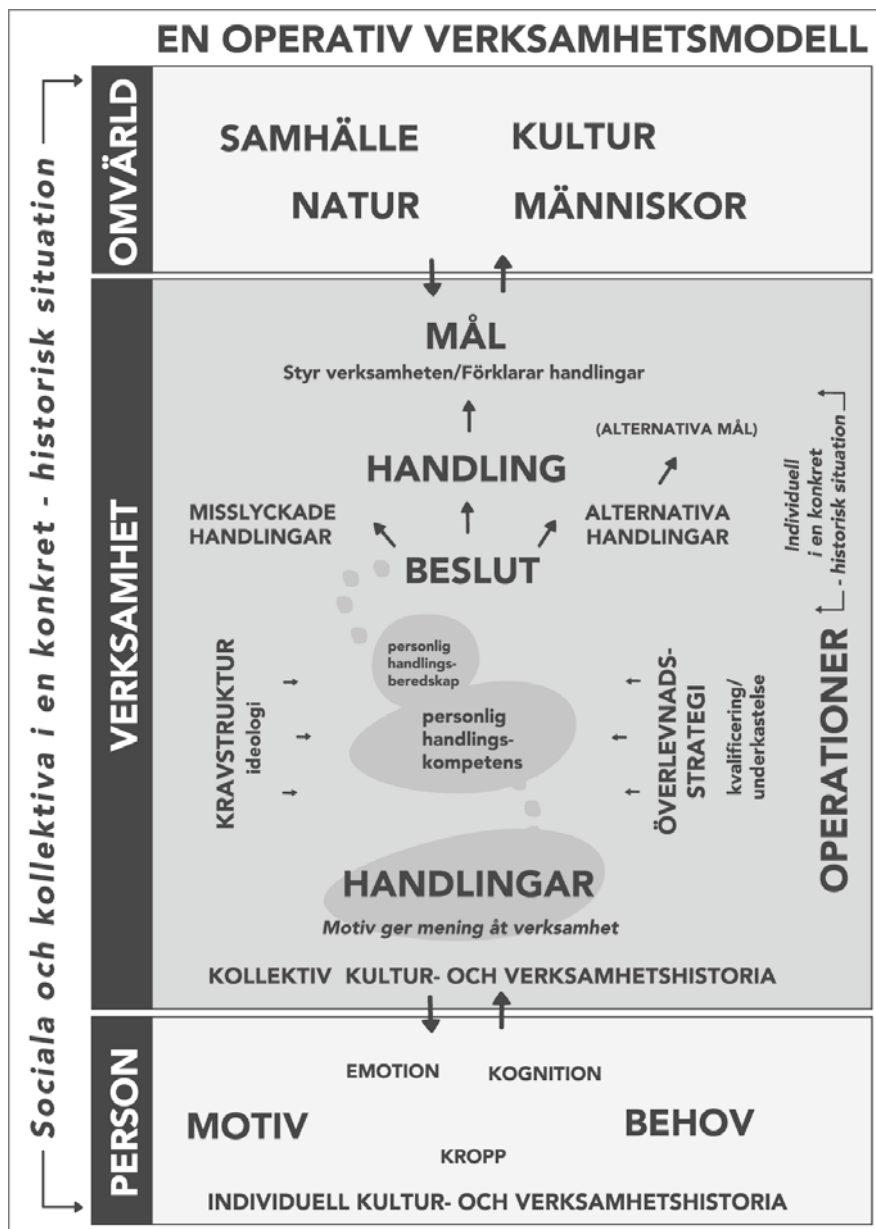 EN OPERATIV VERKSAMHETSMODELL
Sociala och kollektiva i en konkret - historisk situation
OMVÄRLD
SAMHÄLLE KULTUR
NATUR MÄNNISKOR
VERKSAMHET
MÅL
Styr verksamheten/Förklarar handlingar
(ALTERNATIVA MÅL)
HANDLING
MISSLYCKADE
HANDLINGAR
ALTERNATIVA
HANDLINGAR
BESLUT
Individuell
i en konkret
- historisk situation
OPERATIONER
personlig
handlings-
beredskap
personlig
handlings-
kompetens
KRAVSTRUKTUR
ideologi
ÖVERLEVNADS-
STRATEGI
kvalificering/
underkastelse
HANDLINGAR
Motiv ger mening åt verksamhet
KOLLEKTIV KULTUR- OCH VERKSAMHETSHISTORIA
PERSON
EMOTION KOGNITION
MOTIV BEHOV
KROPP
INDIVIDUELL KULTUR- OCH VERKSAMHETSHISTORIA